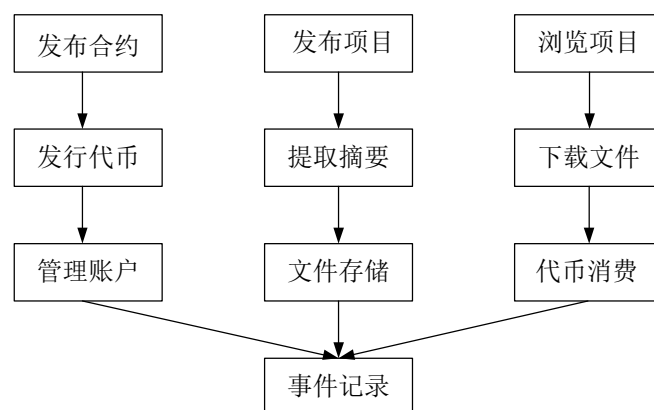 发布合约
发布项目
浏览项目
发行代币
提取摘要
下载文件
管理账户
文件存储
代币消费
事件记录